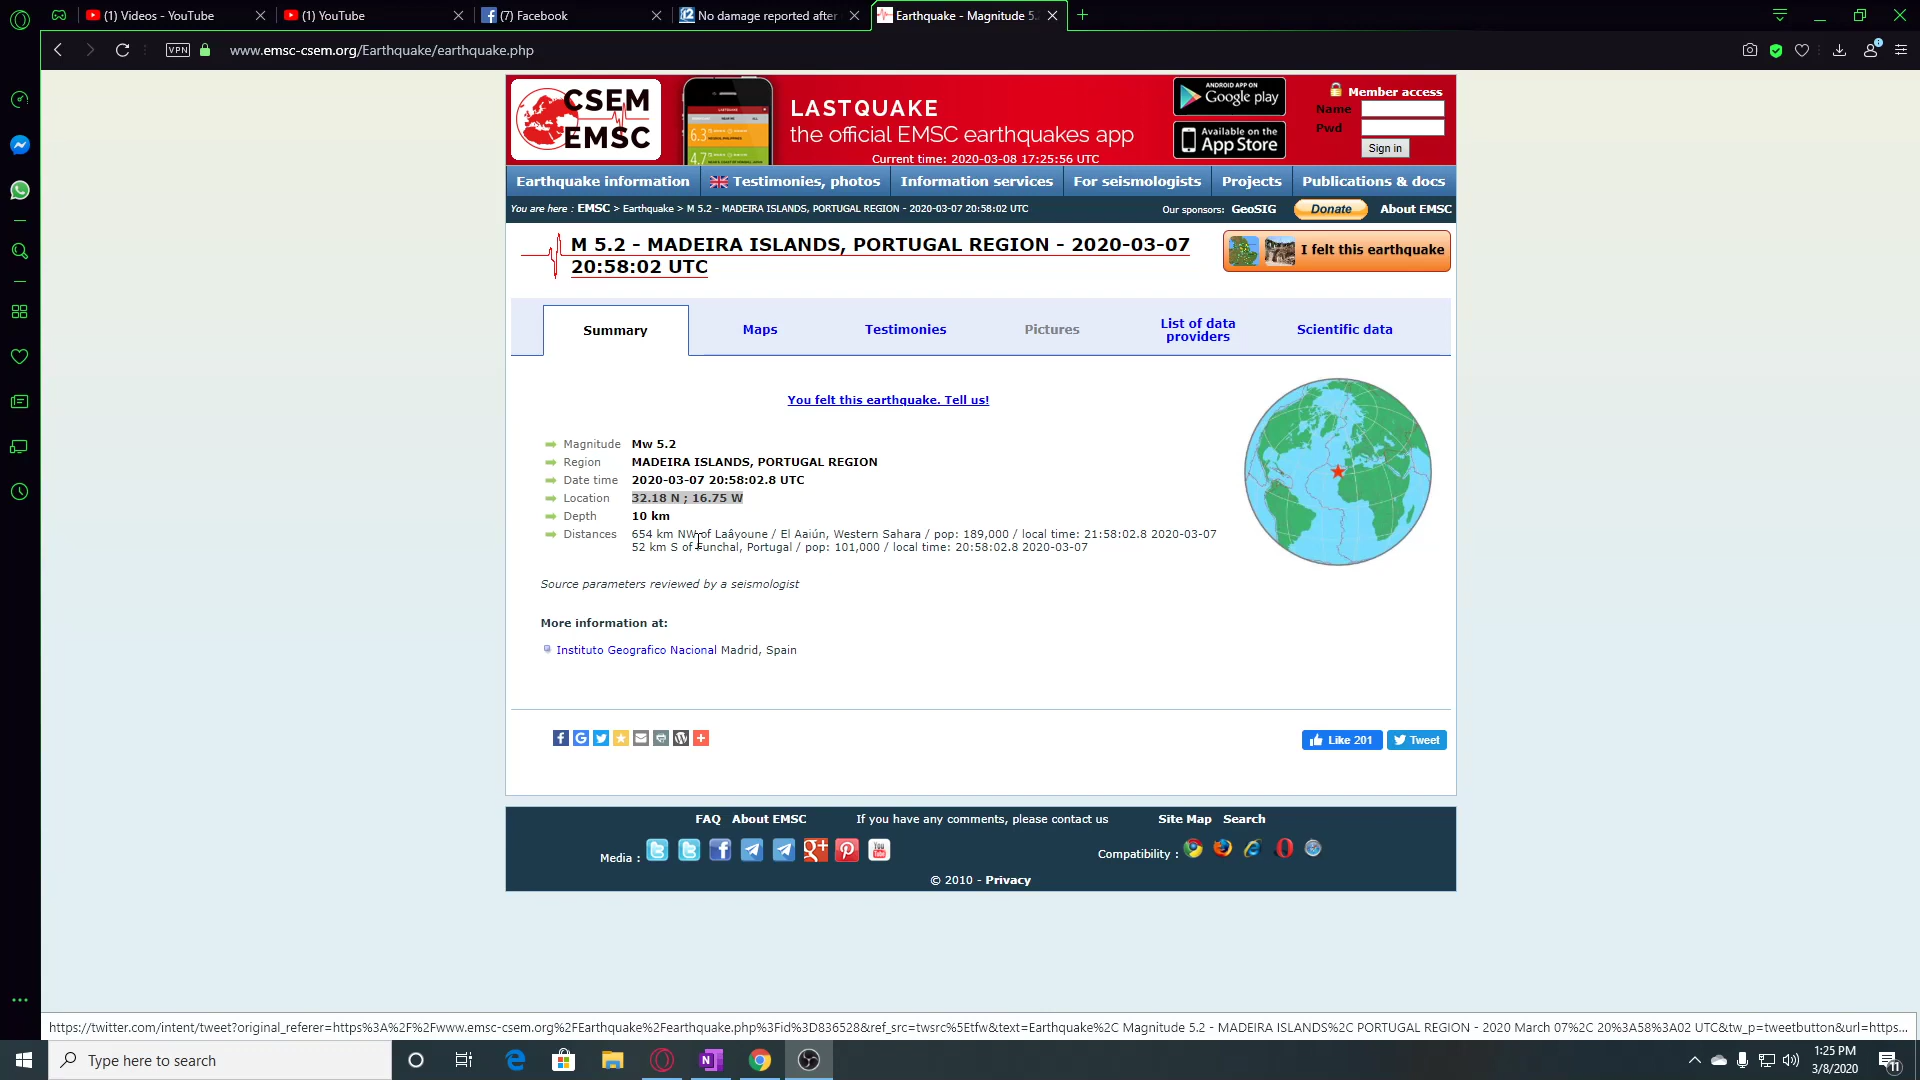 (1) Videos - YouTube
(1) YouTube
(7) Facebook
No damage reported after
Earthquake - Magnitude 5.
VPN
www.emsc-csem.org/Earthquake/earthquake.php
CSEM
EMSC
LASTQUAKE
the official EMSC earthquakes app
Current time: 2020-03-08 17:25:56 UTC
6.3
4.7
ANDROID APP ON
Google play
Available on the
App Store
Member access
Name
Pwd
Sign in
Earthquake information
Testimonies, photos
Information services
For seismologists
Projects
Publications & docs
You are here : EMSC > Earthquake > M 5.2 - MADEIRA ISLANDS, PORTUGAL REGION - 2020-03-07 20:58:02 UTC
Our sponsors: GeoSIG
Donate
About EMSC
M 5.2 - MADEIRA ISLANDS, PORTUGAL REGION - 2020-03-07
20:58:02 UTC
I felt this earthquake
Summary
Maps
Testimonies
Pictures
List of data
providers
Scientific data
You felt this earthquake. Tell us!
Magnitude Mw 5.2
Region MADEIRA ISLANDS, PORTUGAL REGION
Date time 2020-03-07 20:58:02.8 UTC
Location 32.18 N ; 16.75 W
Depth 10 km
Distances 654 km NW of Laâyoune / El Aaiún, Western Sahara / pop: 189,000 / local time: 21:58:02.8 2020-03-07
52 km S of Funchal, Portugal / pop: 101,000 / local time: 20:58:02.8 2020-03-07
Source parameters reviewed by a seismologist
More information at:
Instituto Geografico Nacional Madrid, Spain
Like 201
Tweet
FAQ About EMSC If you have any comments, please contact us Site Map Search
Media :
Compatibility :
© 2010 - Privacy
https://twitter.com/intent/tweet?original_referer=https%3A%2F%2Fwww.emsc-csem.org%2FEarthquake%2Fearthquake.php%3Fid%3D836528&ref_src=twsrc%5Etfw&text=Earthquake%2C Magnitude 5.2 - MADEIRA ISLANDS%2C PORTUGAL REGION - 2020 March 07%2C 20%3A58%3A02 UTC&tw_p=tweetbutton&url=https...
Type here to search
1:25 PM
3/8/2020
11